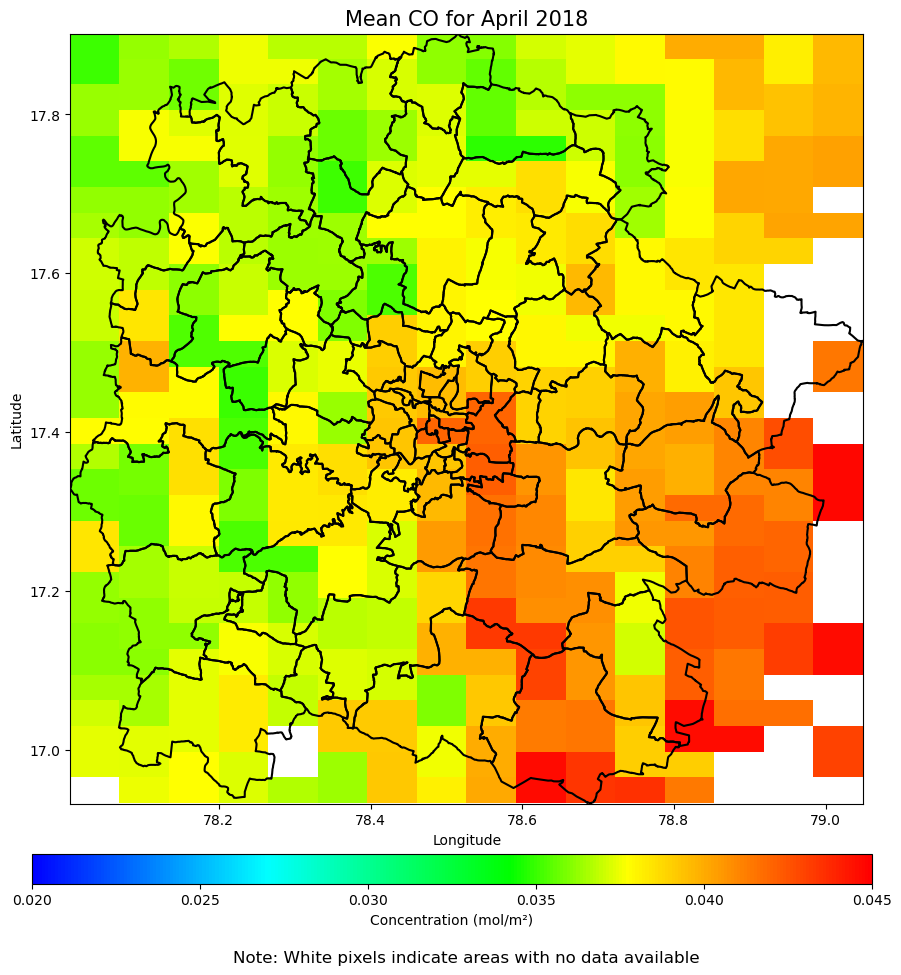 Mean CO for April 2018
17.8
17.6
17.4
17.2
17.0
Latitude
78.2 78.4 78.6 78.8 79.0
Longitude
0.020 0.025 0.030 0.035 0.040 0.045
Concentration (mol/m²)
Note: White pixels indicate areas with no data available